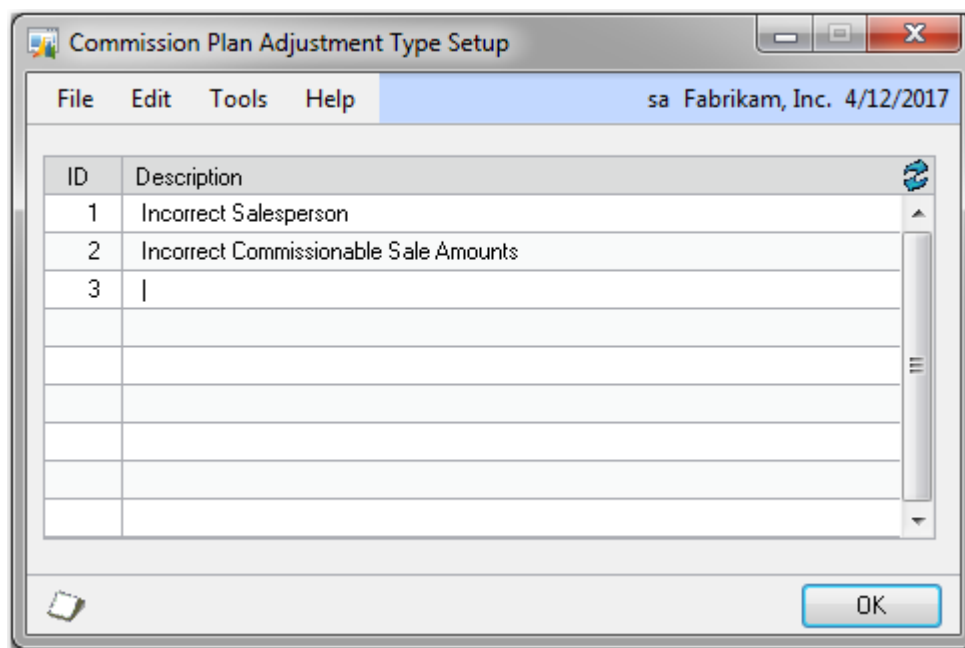 Commission Plan Adjustment Type Setup
File Edit Tools Help sa Fabrikam, Inc. 4/12/2017
ID Description
1 Incorrect Salesperson
2 Incorrect Commissionable Sale Amounts
3
OK